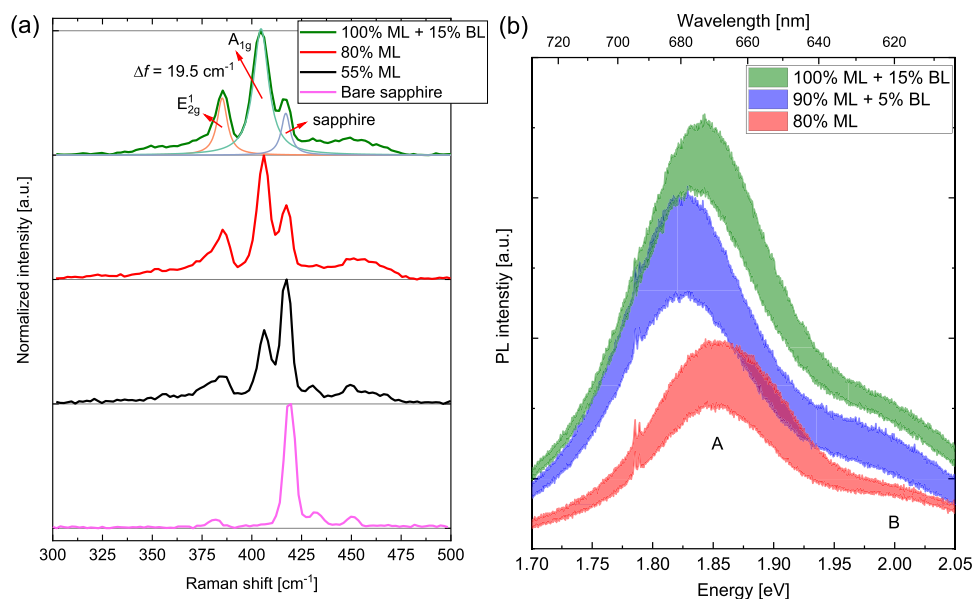 (a)
100% ML + 15% BL
80% ML
55% ML
Bare sapphire
A1g
Δf = 19.5 cm⁻¹
E¹2g
sapphire
Normalized intensity [a.u.]
300 325 350 375 400 425 450 475 500
Raman shift [cm⁻¹]
(b)
Wavelength [nm]
720 700 680 660 640 620
100% ML + 15% BL
90% ML + 5% BL
80% ML
PL intenstiy [a.u.]
A
B
1.70 1.75 1.80 1.85 1.90 1.95 2.00 2.05
Energy [eV]